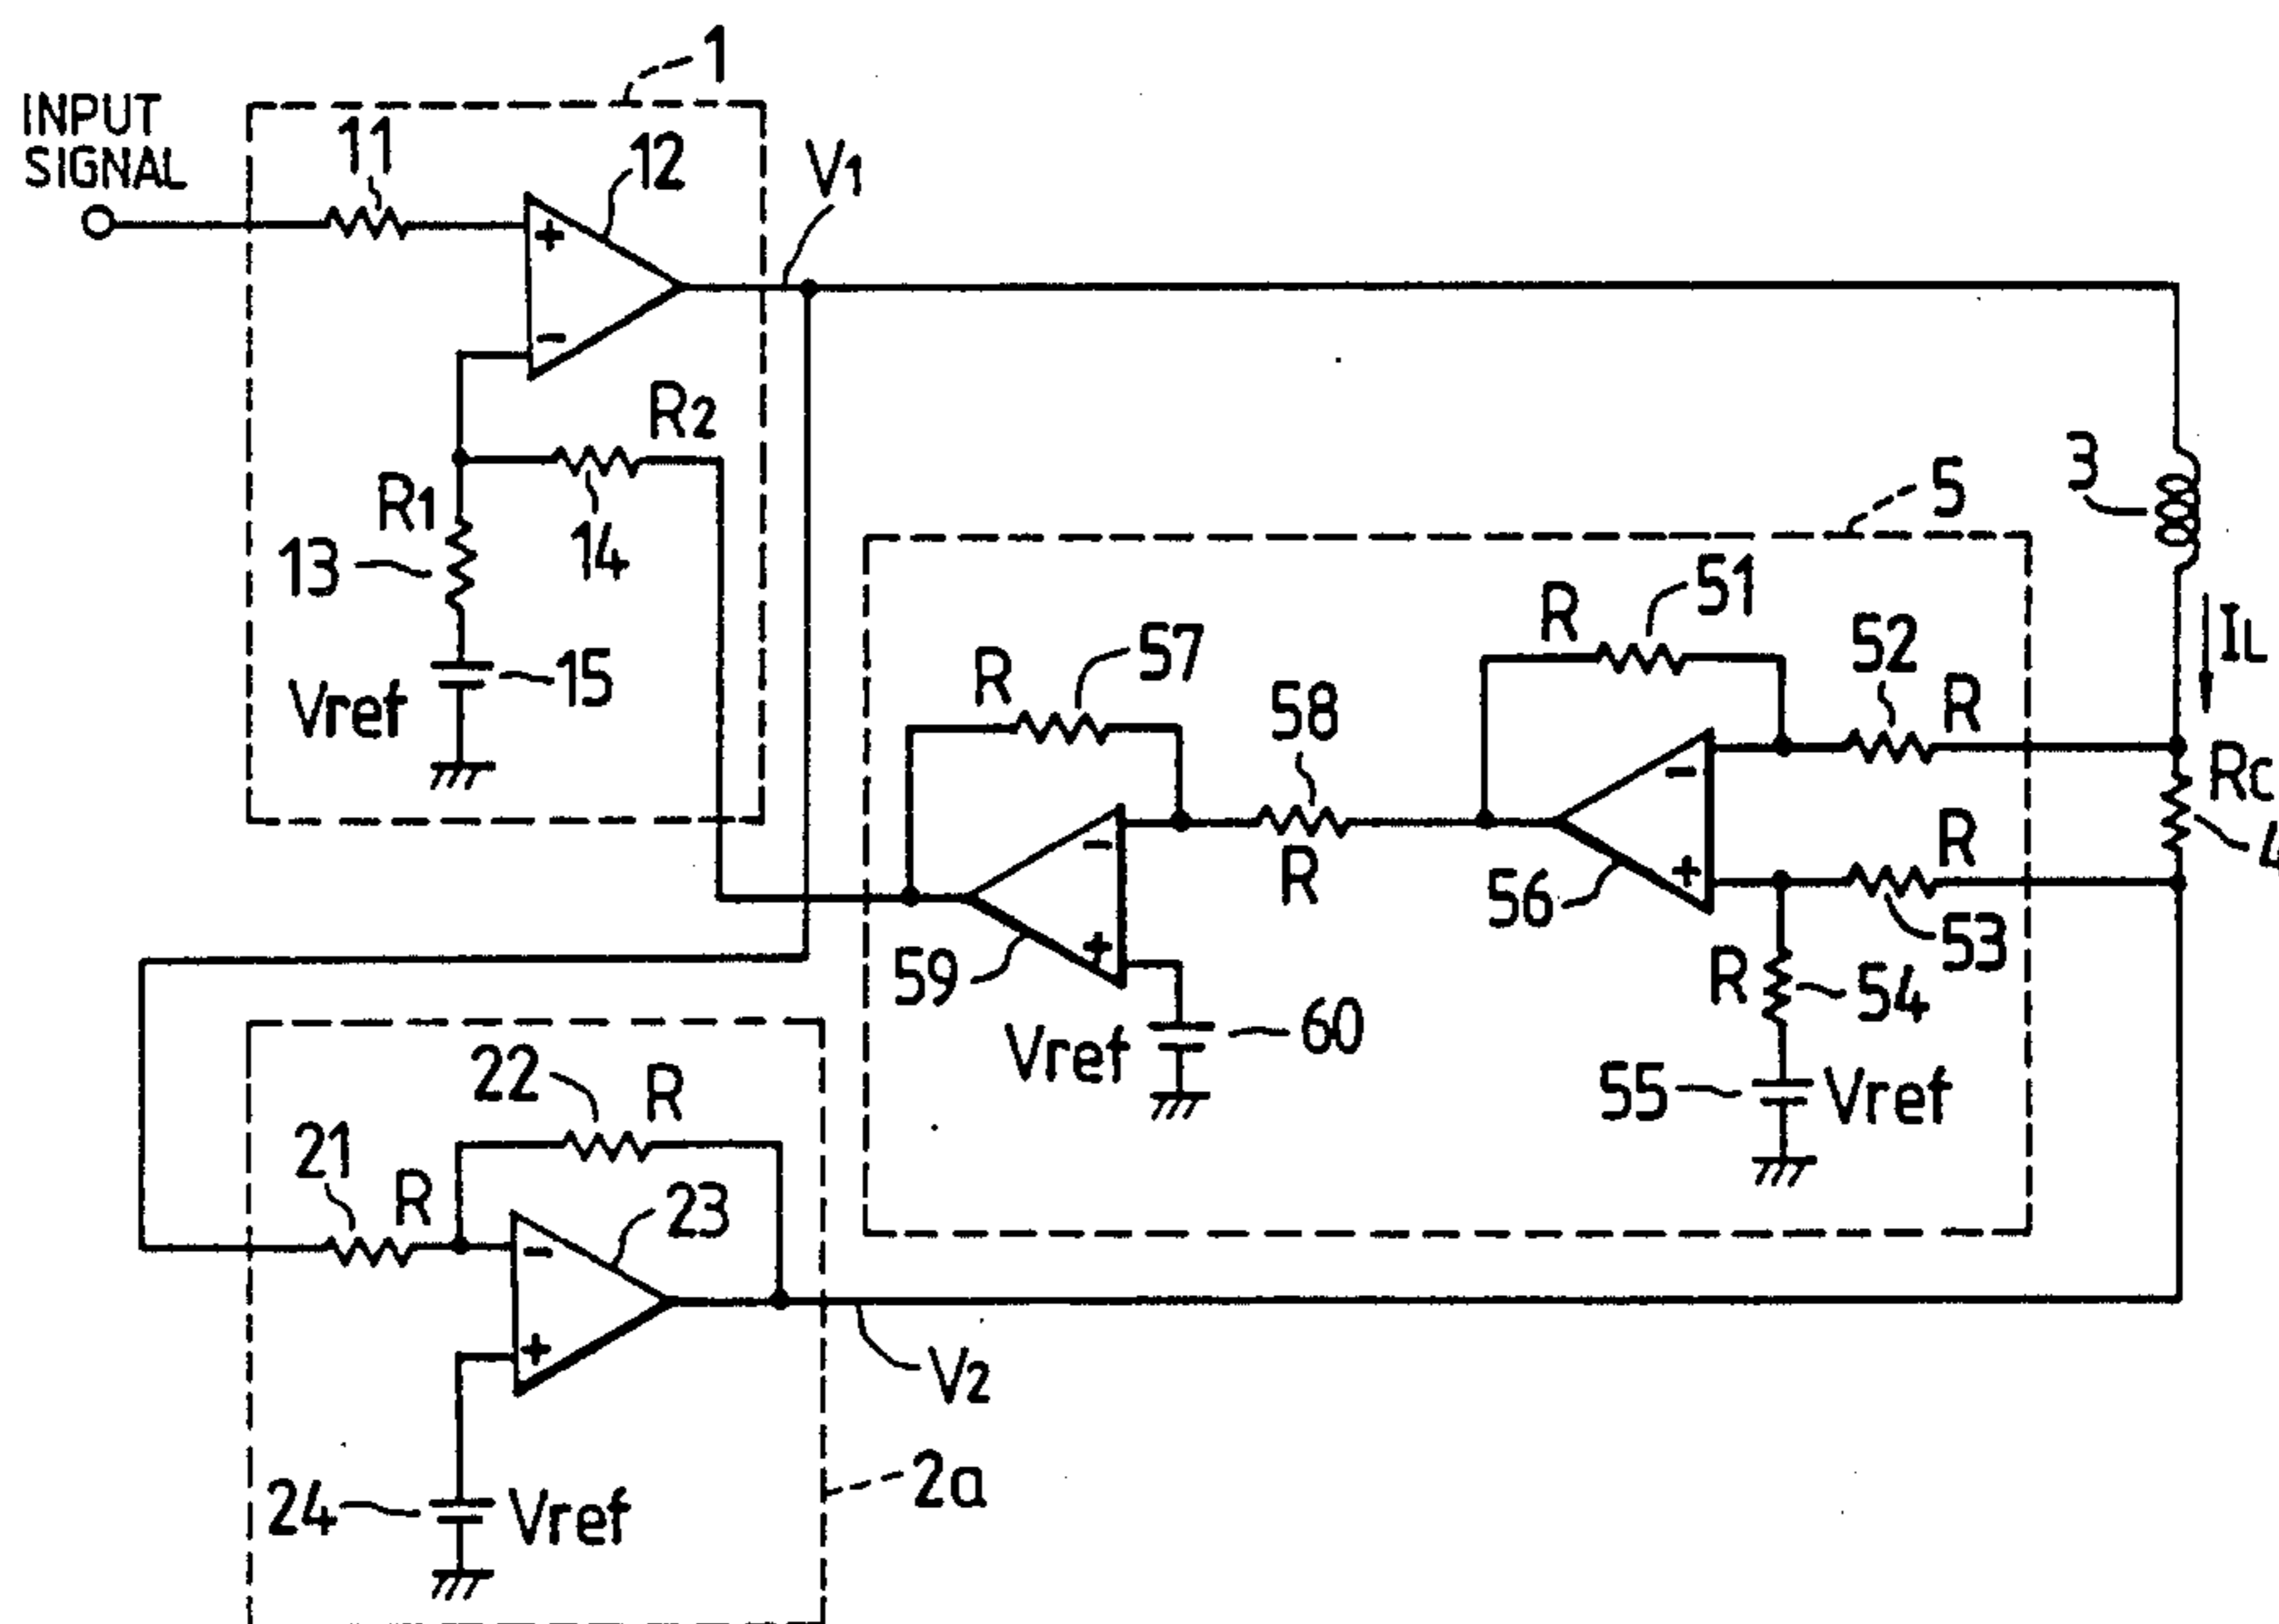 1
INPUT
SIGNAL
11
12
V1
+
−
R2
R1
14
13
15
Vref
3
5
IL
R
51
52
R
R
57
58
−
Rc
4
R
+
R
53
R
54
56
−
+
59
Vref
60
55
Vref
22
R
21
R
23
−
+
V2
24
Vref
2a